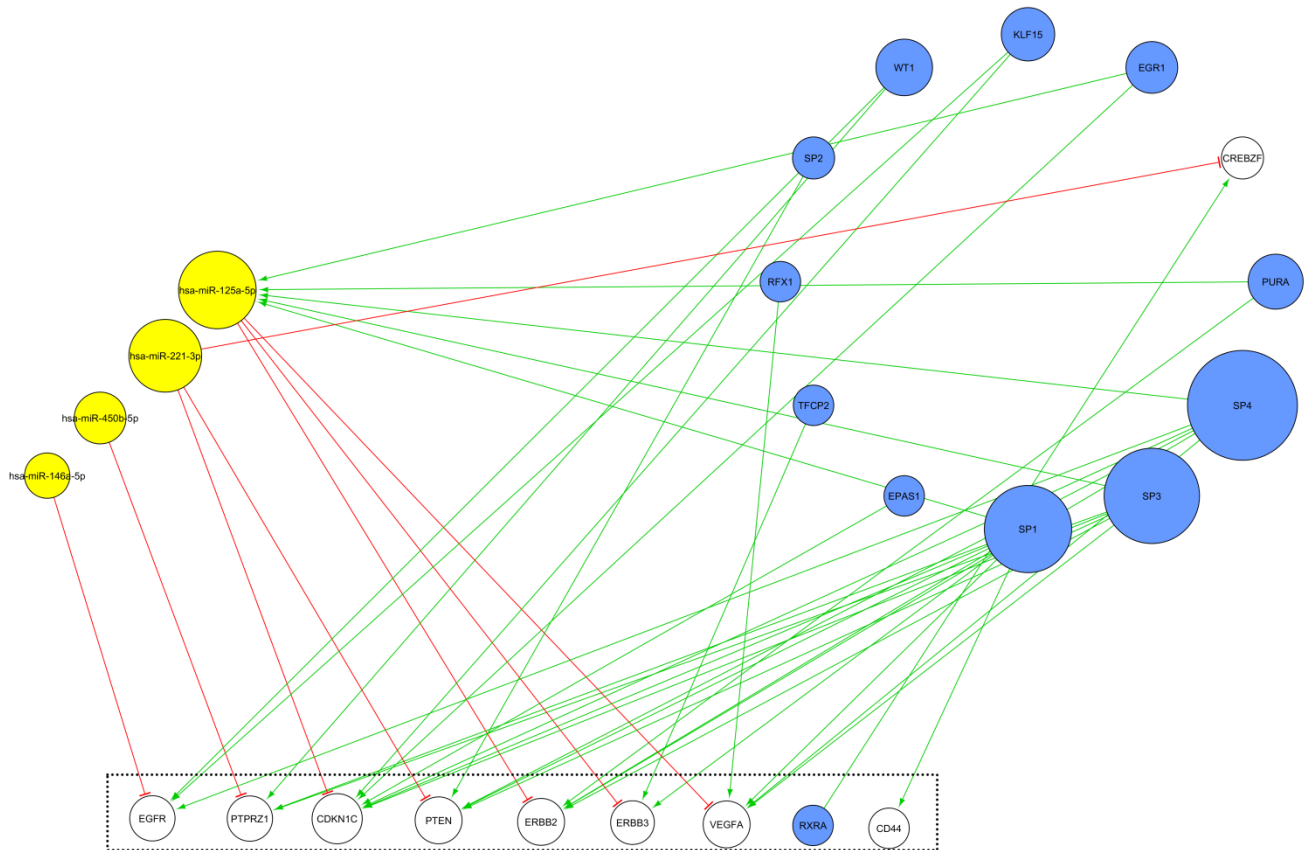 KLF15
WT1
EGR1
SP2
CREBZF
hsa-miR-125a-5p
RFX1
PURA
hsa-miR-221-3p
hsa-miR-450b-5p
TFCP2
SP4
hsa-miR-146a-5p
EPAS1
SP3
SP1
EGFR
PTPRZ1
CDKN1C
PTEN
ERBB2
ERBB3
VEGFA
RXRA
CD44